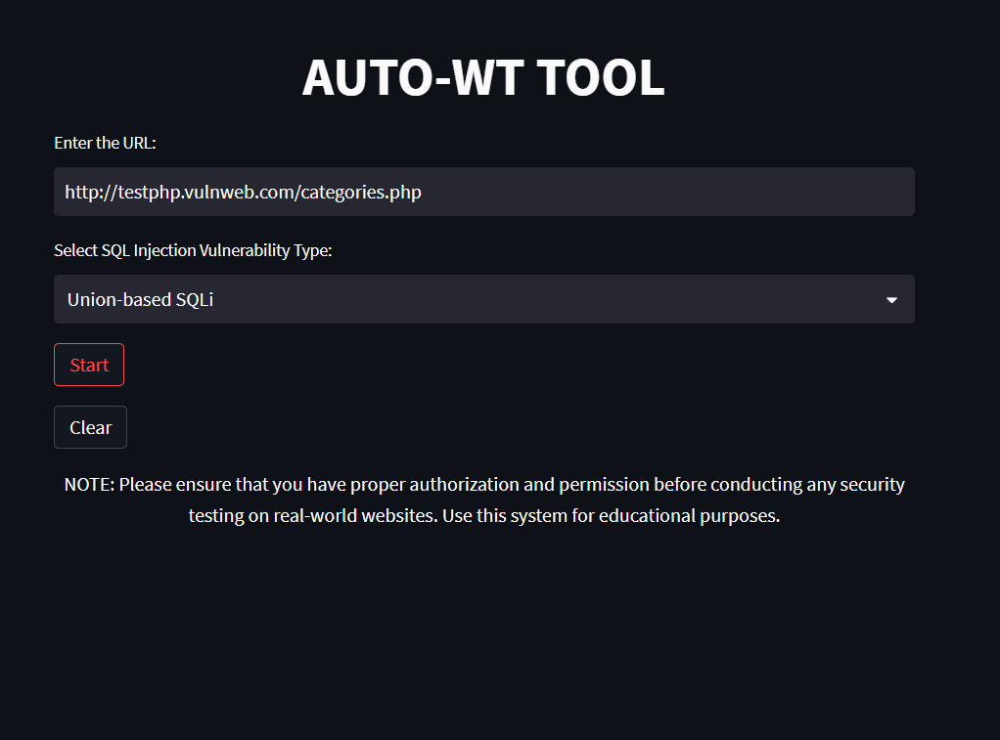 AUTO-WT TOOL
Enter the URL:
http://testphp.vulnweb.com/categories.php
Select SQL Injection Vulnerability Type:
Union-based SQLi
Start
Clear
NOTE: Please ensure that you have proper authorization and permission before conducting any security
testing on real-world websites. Use this system for educational purposes.